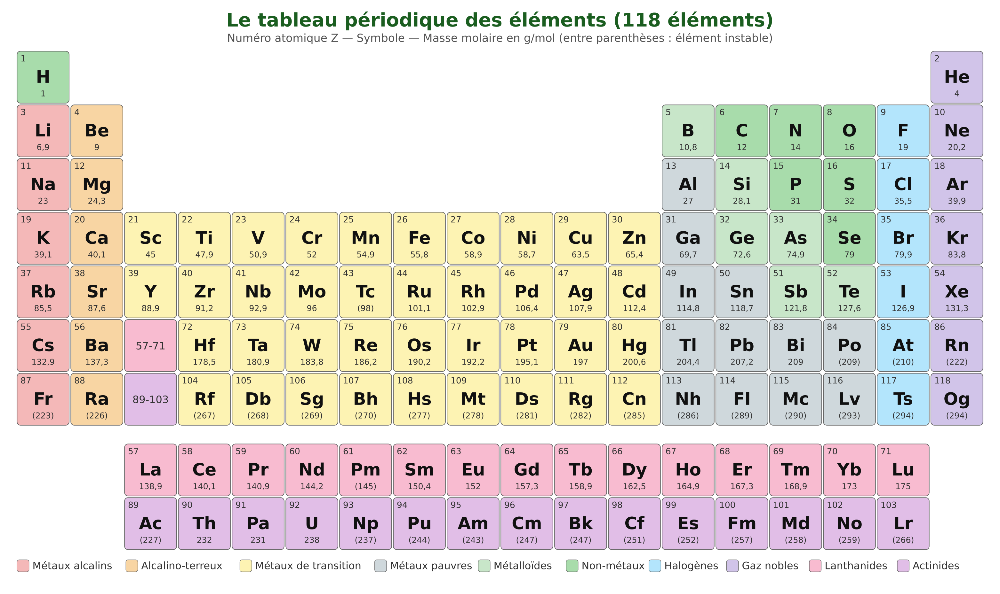 Le tableau périodique des éléments (118 éléments)
Numéro atomique Z — Symbole — Masse molaire en g/mol (entre parenthèses : élément instable)
1 2
H He
1 4
3 4 5 6 7 8 9 10
Li Be B C N O F Ne
6,9 9 10,8 12 14 16 19 20,2
11 12 13 14 15 16 17 18
Na Mg Al Si P S Cl Ar
23 24,3 27 28,1 31 32 35,5 39,9
19 20 21 22 23 24 25 26 27 28 29 30 31 32 33 34 35 36
K Ca Sc Ti V Cr Mn Fe Co Ni Cu Zn Ga Ge As Se Br Kr
39,1 40,1 45 47,9 50,9 52 54,9 55,8 58,9 58,7 63,5 65,4 69,7 72,6 74,9 79 79,9 83,8
37 38 39 40 41 42 43 44 45 46 47 48 49 50 51 52 53 54
Rb Sr Y Zr Nb Mo Tc Ru Rh Pd Ag Cd In Sn Sb Te I Xe
85,5 87,6 88,9 91,2 92,9 96 (98) 101,1 102,9 106,4 107,9 112,4 114,8 118,7 121,8 127,6 126,9 131,3
55 56 72 73 74 75 76 77 78 79 80 81 82 83 84 85 86
Cs Ba 57-71 Hf Ta W Re Os Ir Pt Au Hg Tl Pb Bi Po At Rn
132,9 137,3 178,5 180,9 183,8 186,2 190,2 192,2 195,1 197 200,6 204,4 207,2 209 (209) (210) (222)
87 88 104 105 106 107 108 109 110 111 112 113 114 115 116 117 118
Fr Ra 89-103 Rf Db Sg Bh Hs Mt Ds Rg Cn Nh Fl Mc Lv Ts Og
(223) (226) (267) (268) (269) (270) (277) (278) (281) (282) (285) (286) (289) (290) (293) (294) (294)
57 58 59 60 61 62 63 64 65 66 67 68 69 70 71
La Ce Pr Nd Pm Sm Eu Gd Tb Dy Ho Er Tm Yb Lu
138,9 140,1 140,9 144,2 (145) 150,4 152 157,3 158,9 162,5 164,9 167,3 168,9 173 175
89 90 91 92 93 94 95 96 97 98 99 100 101 102 103
Ac Th Pa U Np Pu Am Cm Bk Cf Es Fm Md No Lr
(227) 232 231 238 (237) (244) (243) (247) (247) (251) (252) (257) (258) (259) (266)
Métaux alcalins Alcalino-terreux Métaux de transition Métaux pauvres Métalloïdes Non-métaux Halogènes Gaz nobles Lanthanides Actinides